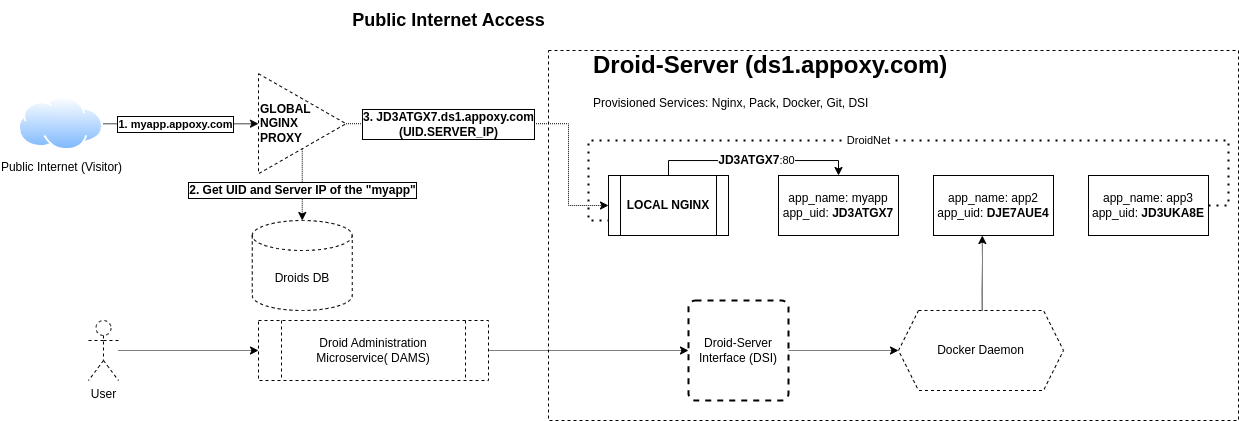 Public Internet Access
Droid-Server (ds1.appoxy.com)
Provisioned Services: Nginx, Pack, Docker, Git, DSI
1. myapp.appoxy.com
Public Internet (Visitor)
GLOBAL
NGINX
PROXY
3. JD3ATGX7.ds1.appoxy.com
(UID.SERVER_IP)
2. Get UID and Server IP of the "myapp"
Droids DB
DroidNet
JD3ATGX7:80
LOCAL NGINX
app_name: myapp
app_uid: JD3ATGX7
app_name: app2
app_uid: DJE7AUE4
app_name: app3
app_uid: JD3UKA8E
User
Droid Administration
Microservice( DAMS)
Droid-Server
Interface (DSI)
Docker Daemon